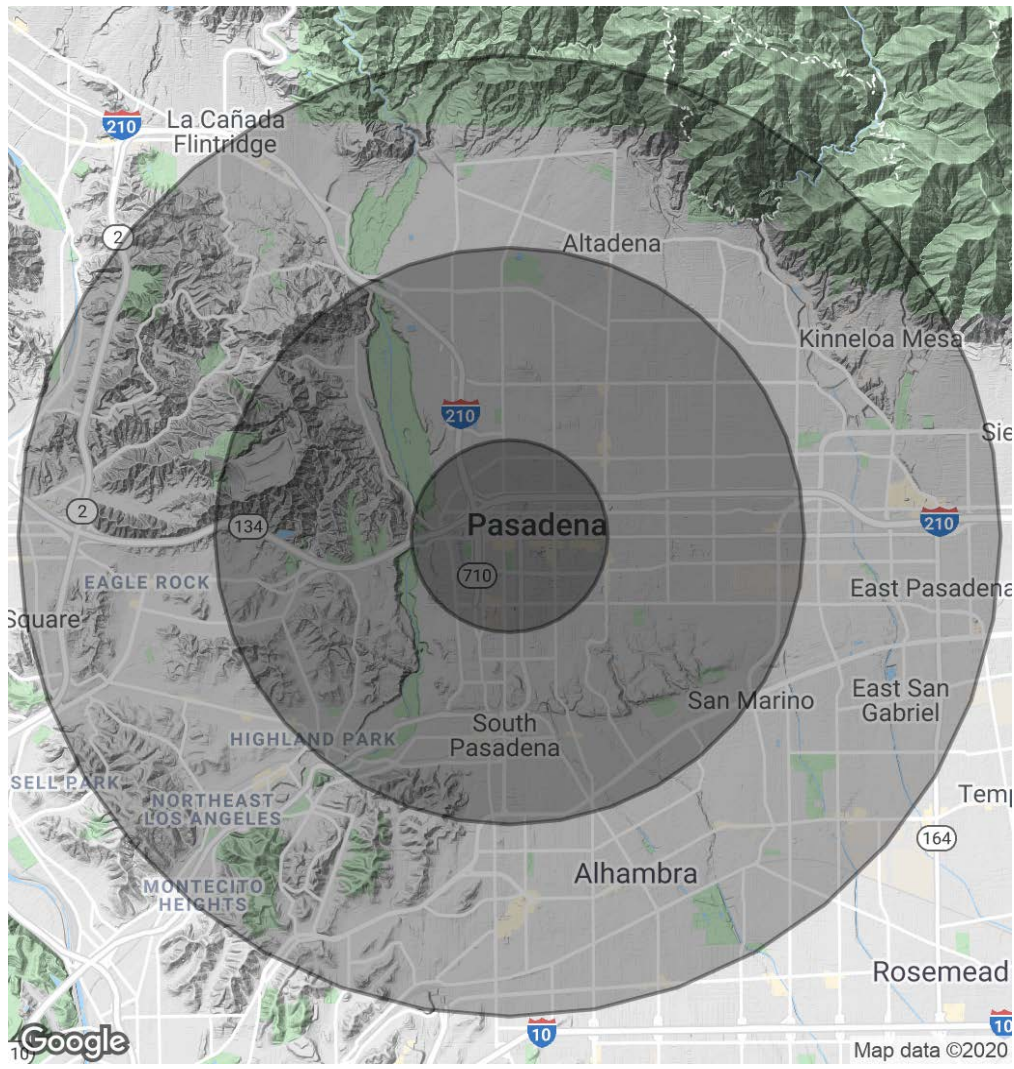 La Cañada
Flintridge
210
2
Altadena
Kinneloa Mesa
210
Sie
2
134
Pasadena
210
710
EAGLE ROCK
East Pasadena
Square
East San
Gabriel
San Marino
South
Pasadena
HIGHLAND PARK
SELL PARK
NORTHEAST
LOS ANGELES
Temp
164
Alhambra
MONTECITO
HEIGHTS
Rosemead
10
10
10
Google
Map data ©2020